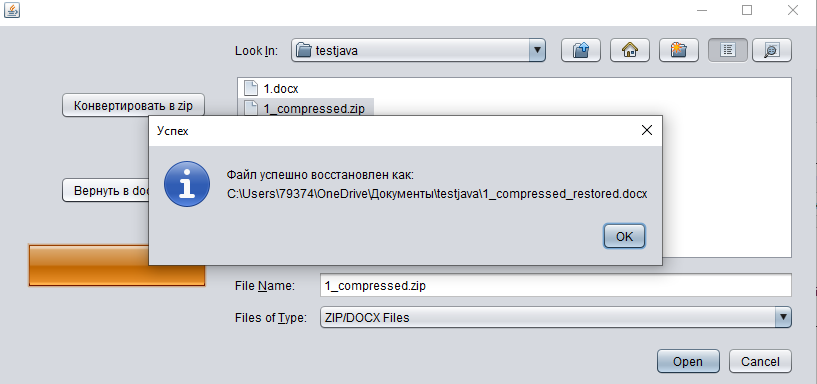 Look In:
testjava
1.docx
Конвертировать в zip
1_compressed.zip
Успех
Файл успешно восстановлен как:
C:\Users\79374\OneDrive\Документы\testjava\1_compressed_restored.docx
Вернуть в doc
OK
File Name:
1_compressed.zip
Files of Type:
ZIP/DOCX Files
Open
Cancel